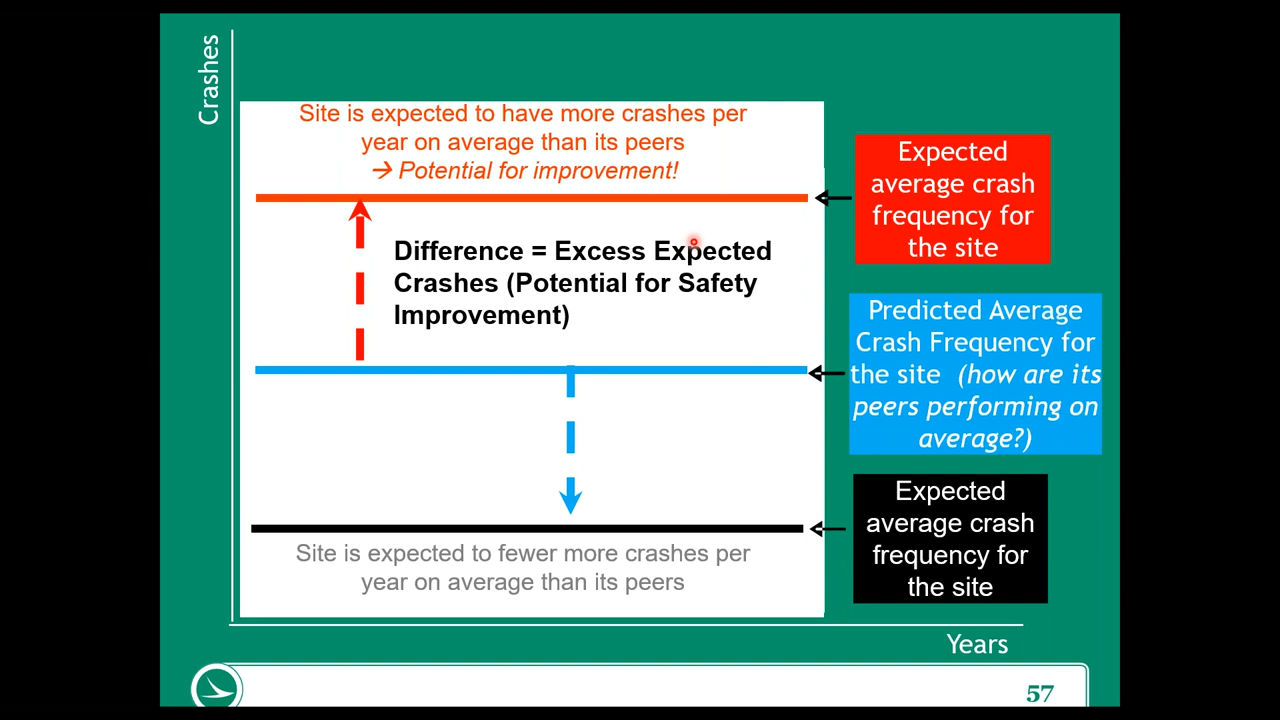 Crashes
Site is expected to have more crashes per
year on average than its peers
→ Potential for improvement!
Expected
average crash
frequency for
the site
Difference = Excess Expected
Crashes (Potential for Safety
Improvement)
Predicted Average
Crash Frequency for
the site (how are its
peers performing on
average?)
Expected
average crash
frequency for
the site
Site is expected to fewer more crashes per
year on average than its peers
Years
57